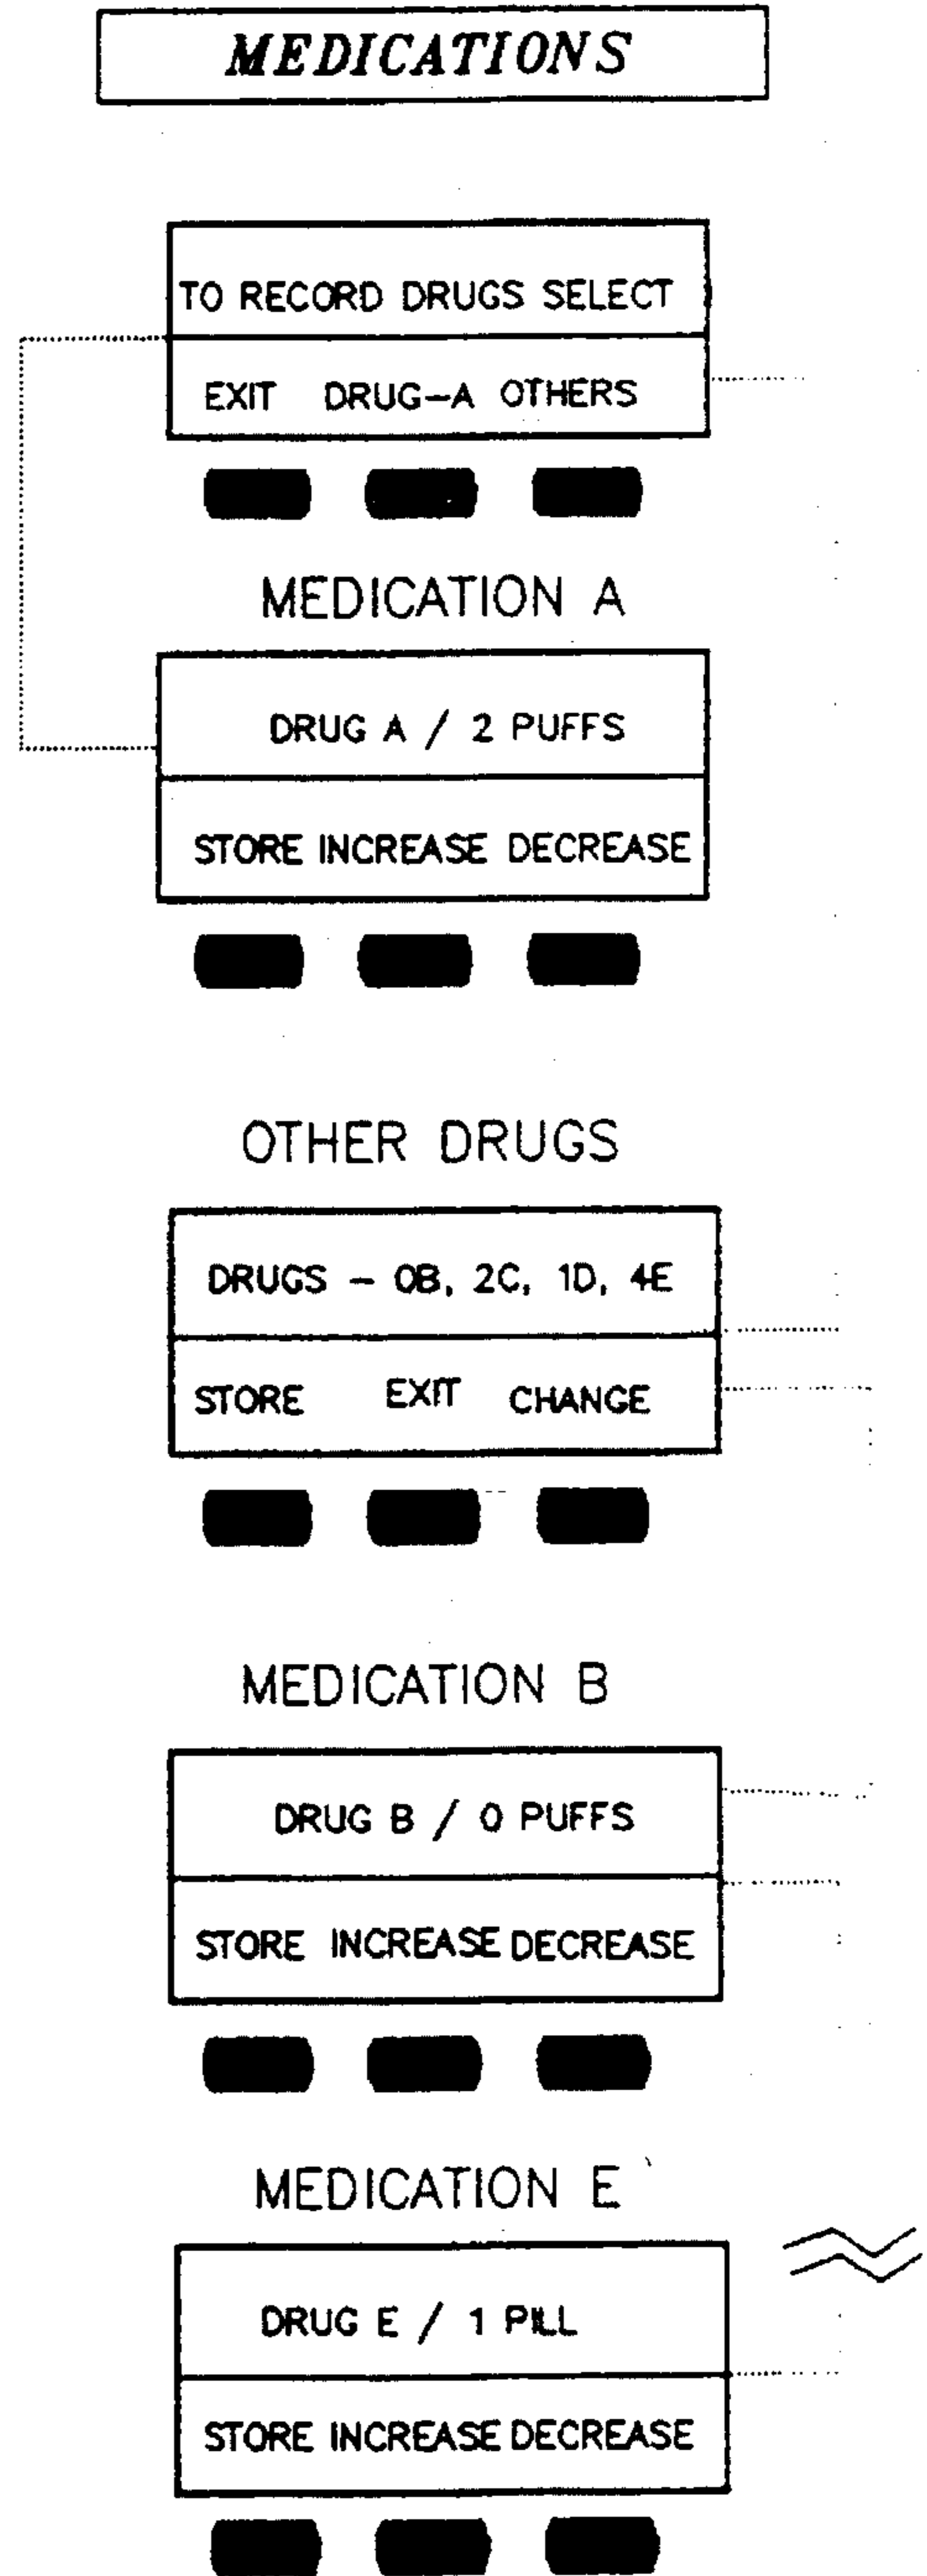 MEDICATIONS
TO RECORD DRUGS SELECT
EXIT DRUG-A OTHERS
MEDICATION A
DRUG A / 2 PUFFS
STORE INCREASE DECREASE
OTHER DRUGS
DRUGS - 0B, 2C, 1D, 4E
STORE EXIT CHANGE
MEDICATION B
DRUG B / 0 PUFFS
STORE INCREASE DECREASE
MEDICATION E
DRUG E / 1 PILL
STORE INCREASE DECREASE